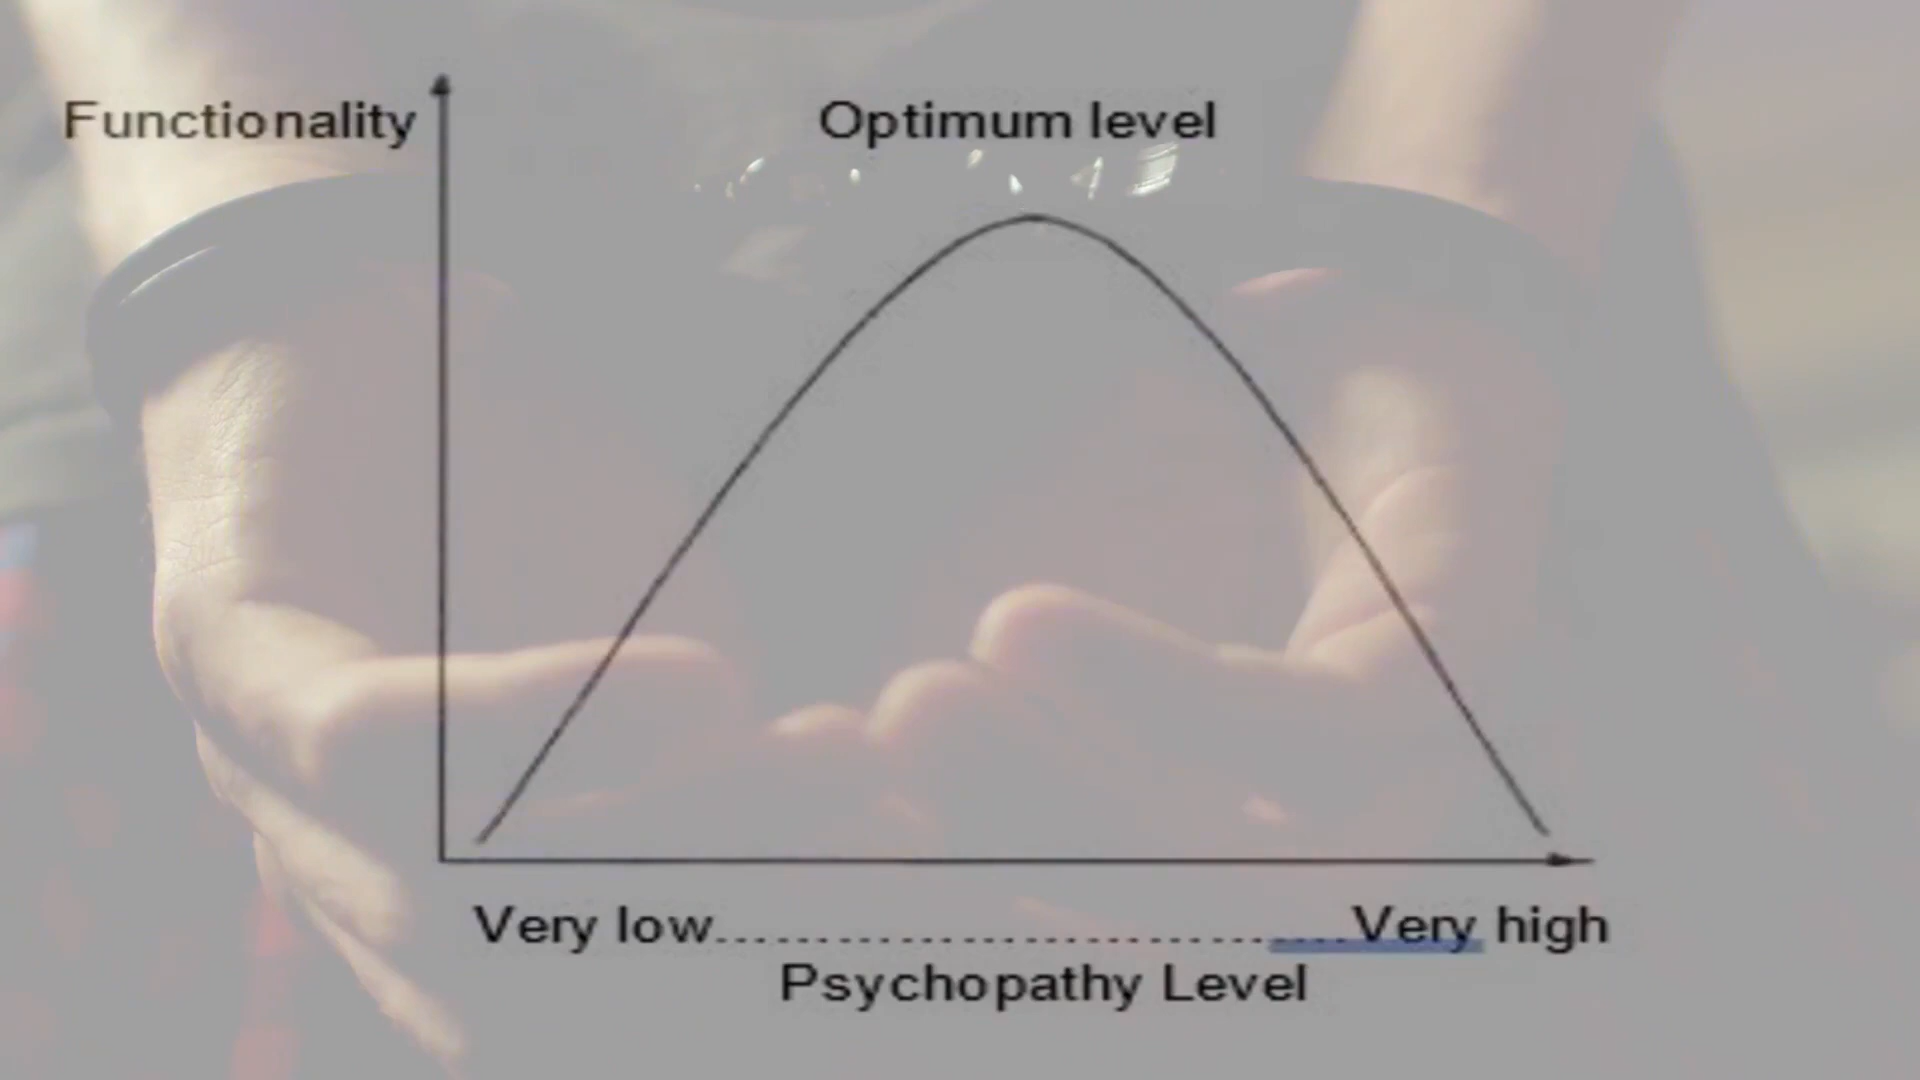 Functionality
Optimum level
Very low......................................Very high
Psychopathy Level